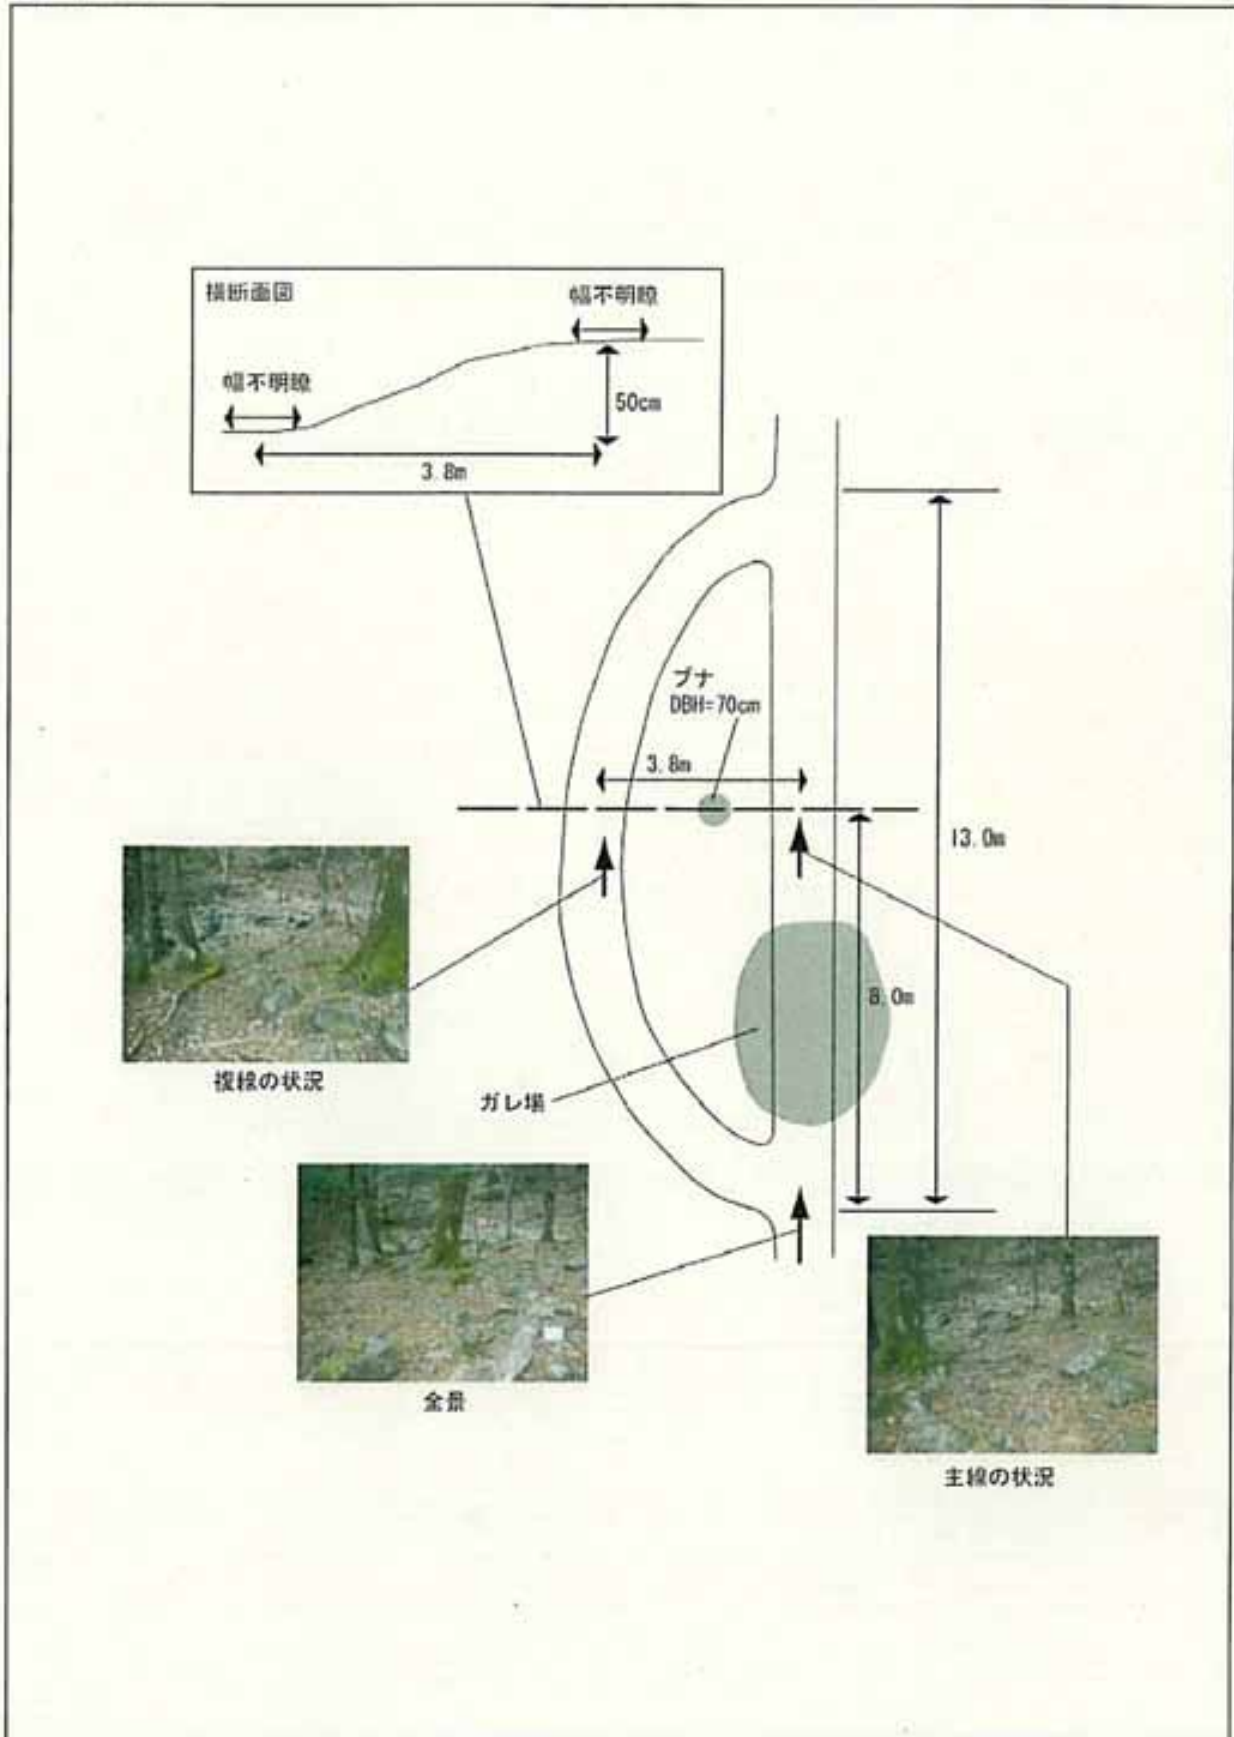 横断面図
幅不明瞭
幅不明瞭
50cm
3.8m
ブナ
DBH=70cm
3.8m
13.0m
8.0m
複線の状況
ガレ場
全景
主線の状況